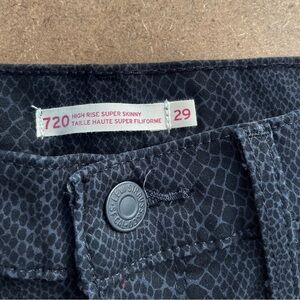 720 HIGH RISE SUPER SKINNY
TAILLE HAUTE SUPER FILIFORME
29